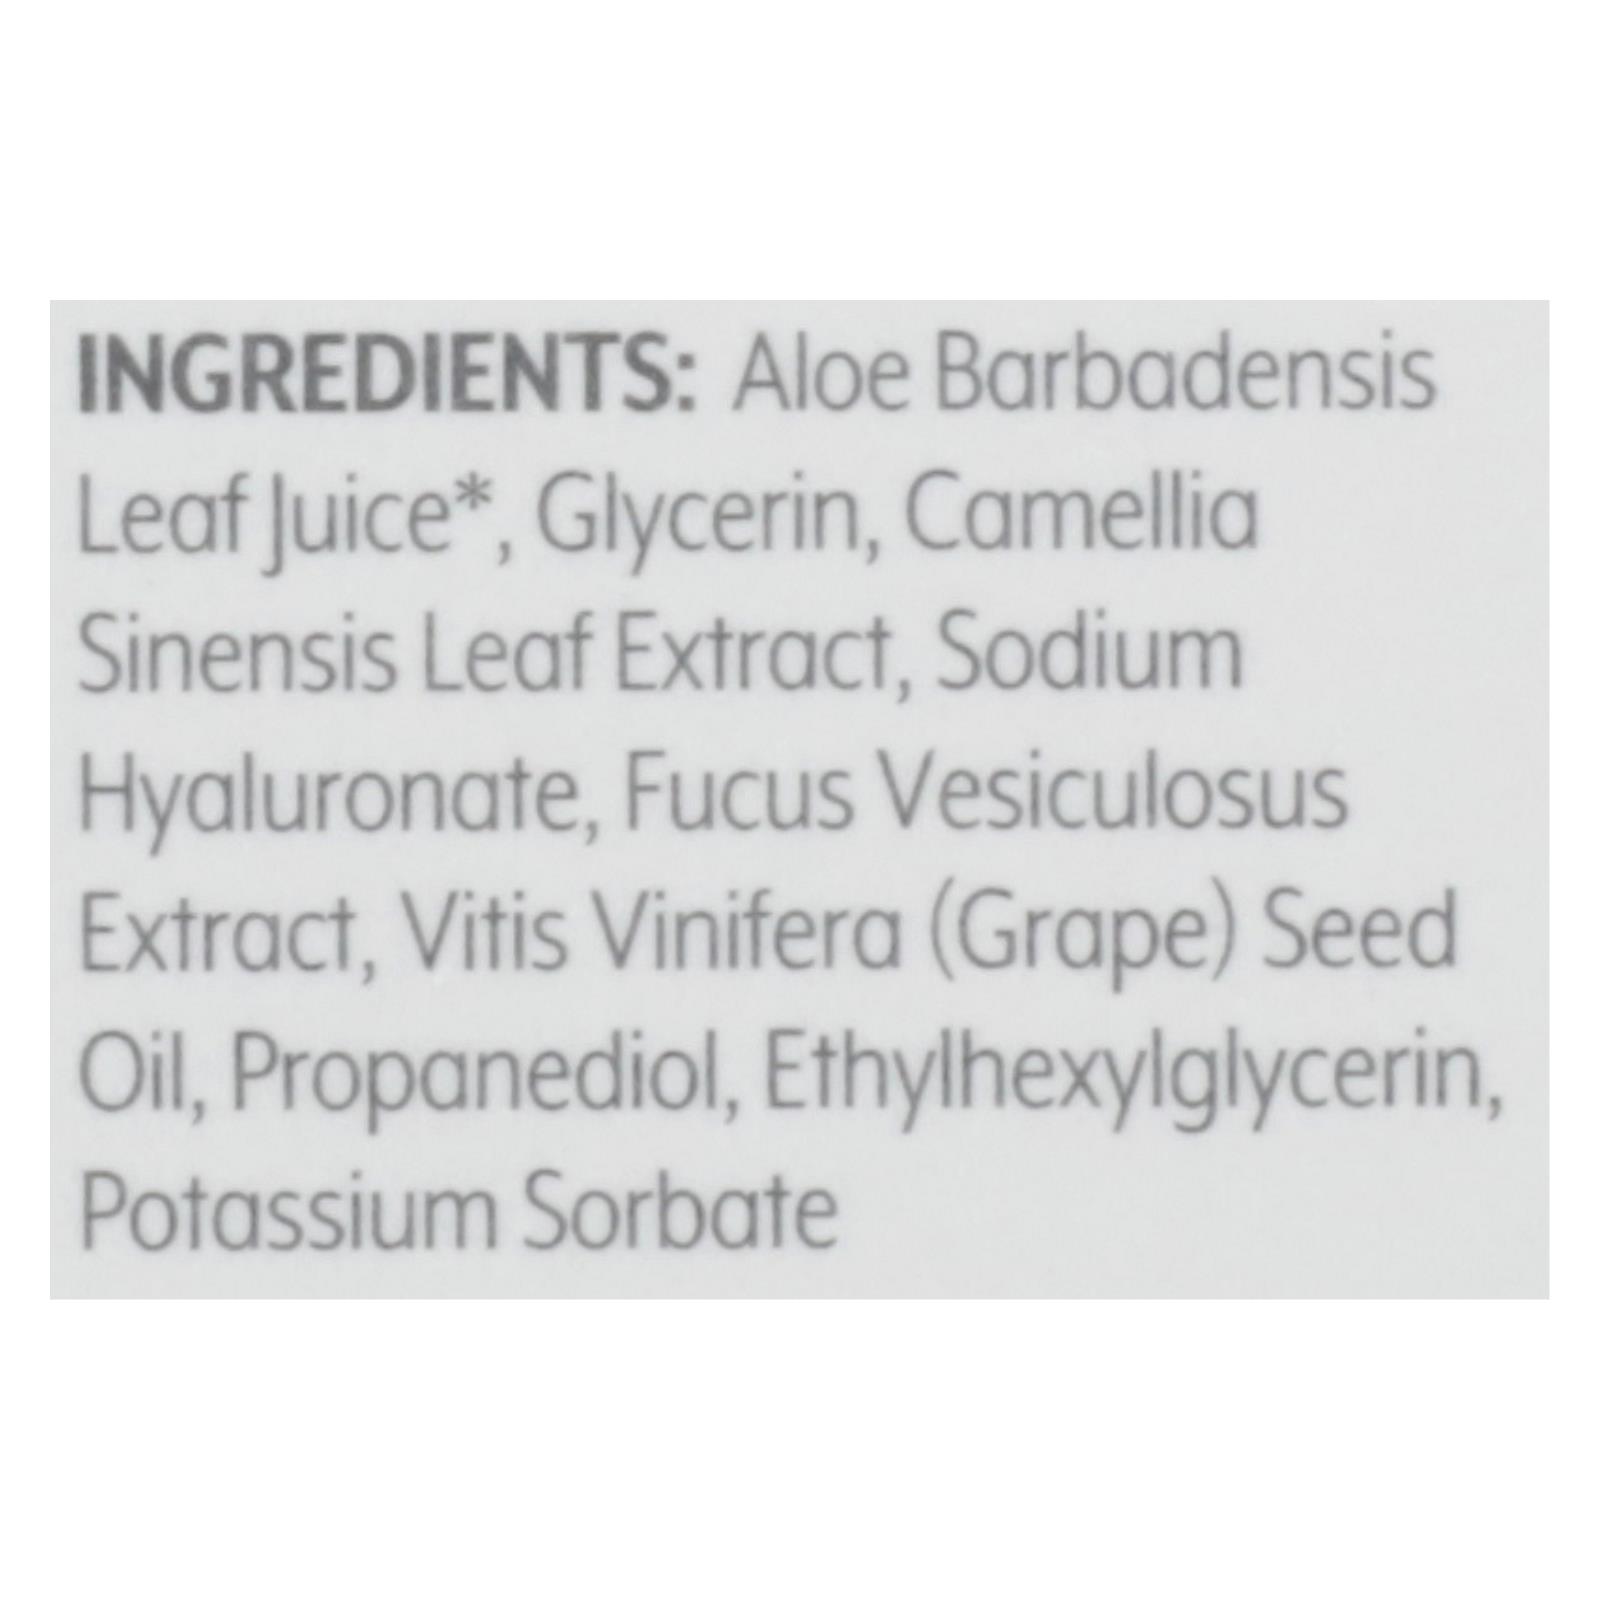 INGREDIENTS: Aloe Barbadensis
Leaf Juice*, Glycerin, Camellia
Sinensis Leaf Extract, Sodium
Hyaluronate, Fucus Vesiculosus
Extract, Vitis Vinifera (Grape) Seed
Oil, Propanediol, Ethylhexylglycerin,
Potassium Sorbate